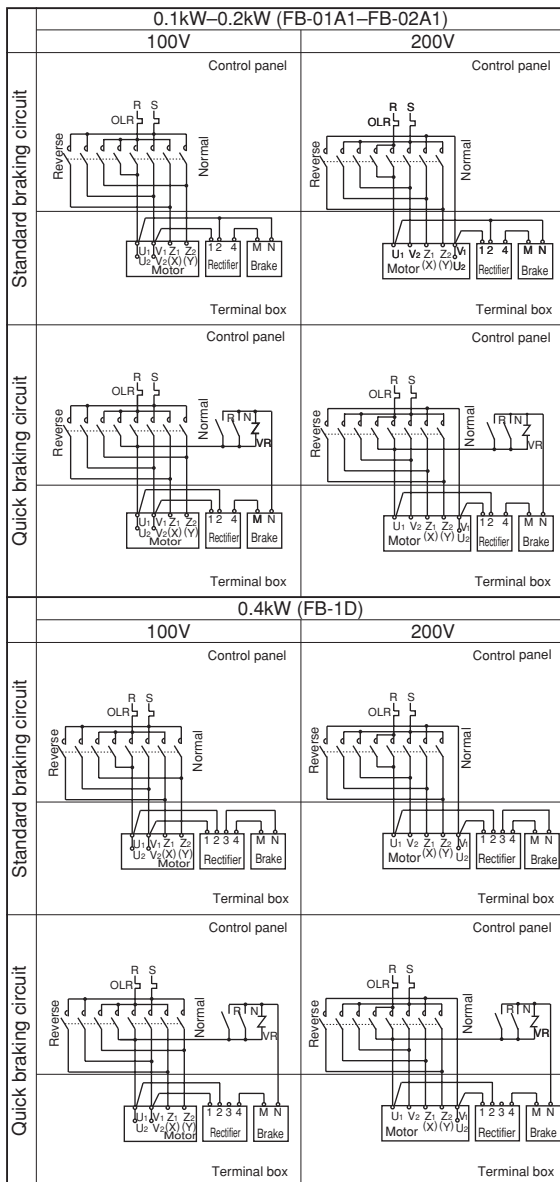 0.1kW–0.2kW (FB-01A1–FB-02A1)
100V 200V
Standard braking circuit
Control panel
R S
OLR
Reverse
Normal
U1 V1 Z1 Z2
U2 V2(X) (Y)
Motor
1 2 4
Rectifier
M N
Brake
Terminal box
Control panel
R S
OLR
Reverse
Normal
U1 V2 Z1 Z2 V1
Motor (X) (Y) U2
1 2 4
Rectifier
M N
Brake
Terminal box
Quick braking circuit
Control panel
R S
OLR
Reverse
Normal
R N
VR
U1 V1 Z1 Z2
U2 V2(X) (Y)
Motor
1 2 4
Rectifier
M N
Brake
Terminal box
Control panel
R S
OLR
Reverse
Normal
R N
VR
U1 V2 Z1 Z2 V1
Motor (X) (Y) U2
1 2 4
Rectifier
M N
Brake
Terminal box
0.4kW (FB-1D)
100V 200V
Standard braking circuit
Control panel
R S
OLR
Reverse
Normal
U1 V1 Z1 Z2
U2 V2(X) (Y)
Motor
1 2 3 4
Rectifier
M N
Brake
Terminal box
Control panel
R S
OLR
Reverse
Normal
U1 V2 Z1 Z2 V1
Motor (X) (Y) U2
1 2 3 4
Rectifier
M N
Brake
Terminal box
Quick braking circuit
Control panel
R S
OLR
Reverse
Normal
R N
VR
U1 V1 Z1 Z2
U2 V2(X) (Y)
Motor
1 2 3 4
Rectifier
M N
Brake
Terminal box
Control panel
R S
OLR
Reverse
Normal
R N
VR
U1 V2 Z1 Z2 V1
Motor (X) (Y) U2
1 2 3 4
Rectifier
M N
Brake
Terminal box